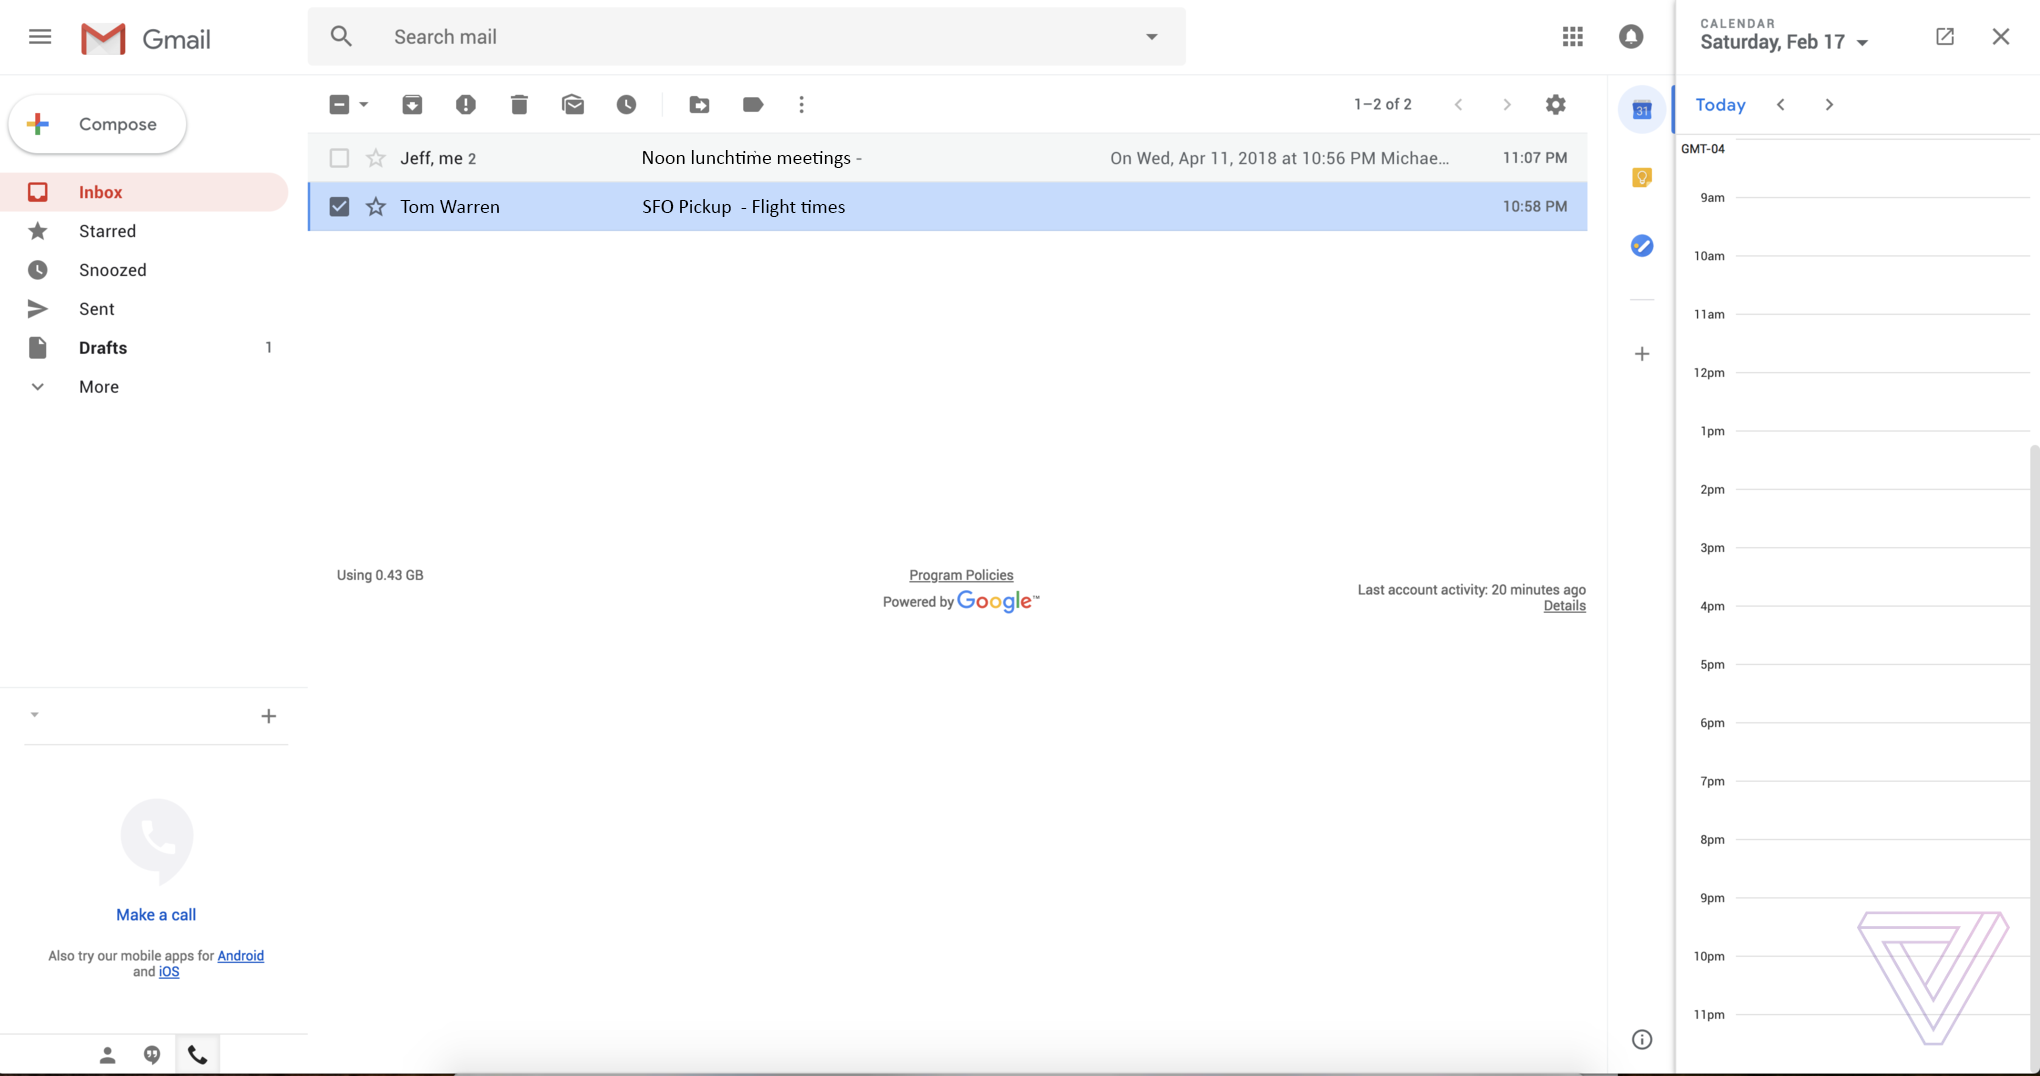 Gmail
Search mail
CALENDAR
Saturday, Feb 17
Compose
1–2 of 2
31
Today
Jeff, me 2 Noon lunchtime meetings - On Wed, Apr 11, 2018 at 10:56 PM Michae... 11:07 PM
GMT-04
Inbox
Tom Warren SFO Pickup - Flight times 10:58 PM
9am
Starred
10am
Snoozed
Sent
11am
Drafts 1
12pm
More
1pm
2pm
3pm
Using 0.43 GB
Program Policies
Powered by Google™
Last account activity: 20 minutes ago
Details
4pm
5pm
6pm
7pm
8pm
9pm
Make a call
Also try our mobile apps for Android
and iOS
10pm
11pm